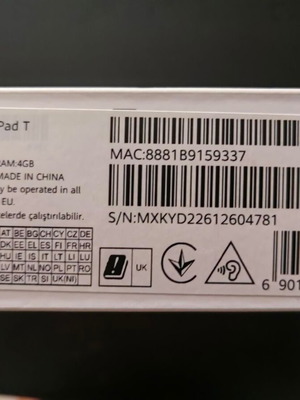 Pad T
MAC:8881B9159337
AM:4GB
MADE IN CHINA
y be operated in all
EU.
elerde çalıştırılabilir.
S/N:MXKYD22612604781
AT BE BG CH CY CZ DE
DK EE EL ES FI FR HR
HU IE IS IT LI LT LU
LV MT NL NO PL PT RO
SE SK TR SI UK(NI)
UK
6 901